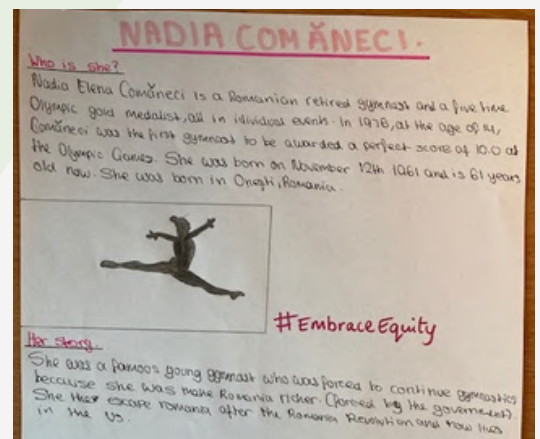 NADIA COMĂNECI.
Who is she?
Nadia Elena Comăneci is a Romanian retired gymnast and a five time
Olympic gold medalist, all in individual events. In 1976, at the age of 14,
Comăneci was the first gymnast to be awarded a perfect score of 10.0 at
the Olympic Games. She was born on November 12th 1961 and is 61 years
old now. She was born in Onești, Romania.
#EmbraceEquity
Her story.
She was a famous young gymnast who was forced to continue gymnastics
because she was make Romania richer. (forced by the government).
She escape romania after the Romania Revolution and now lives
in the US.